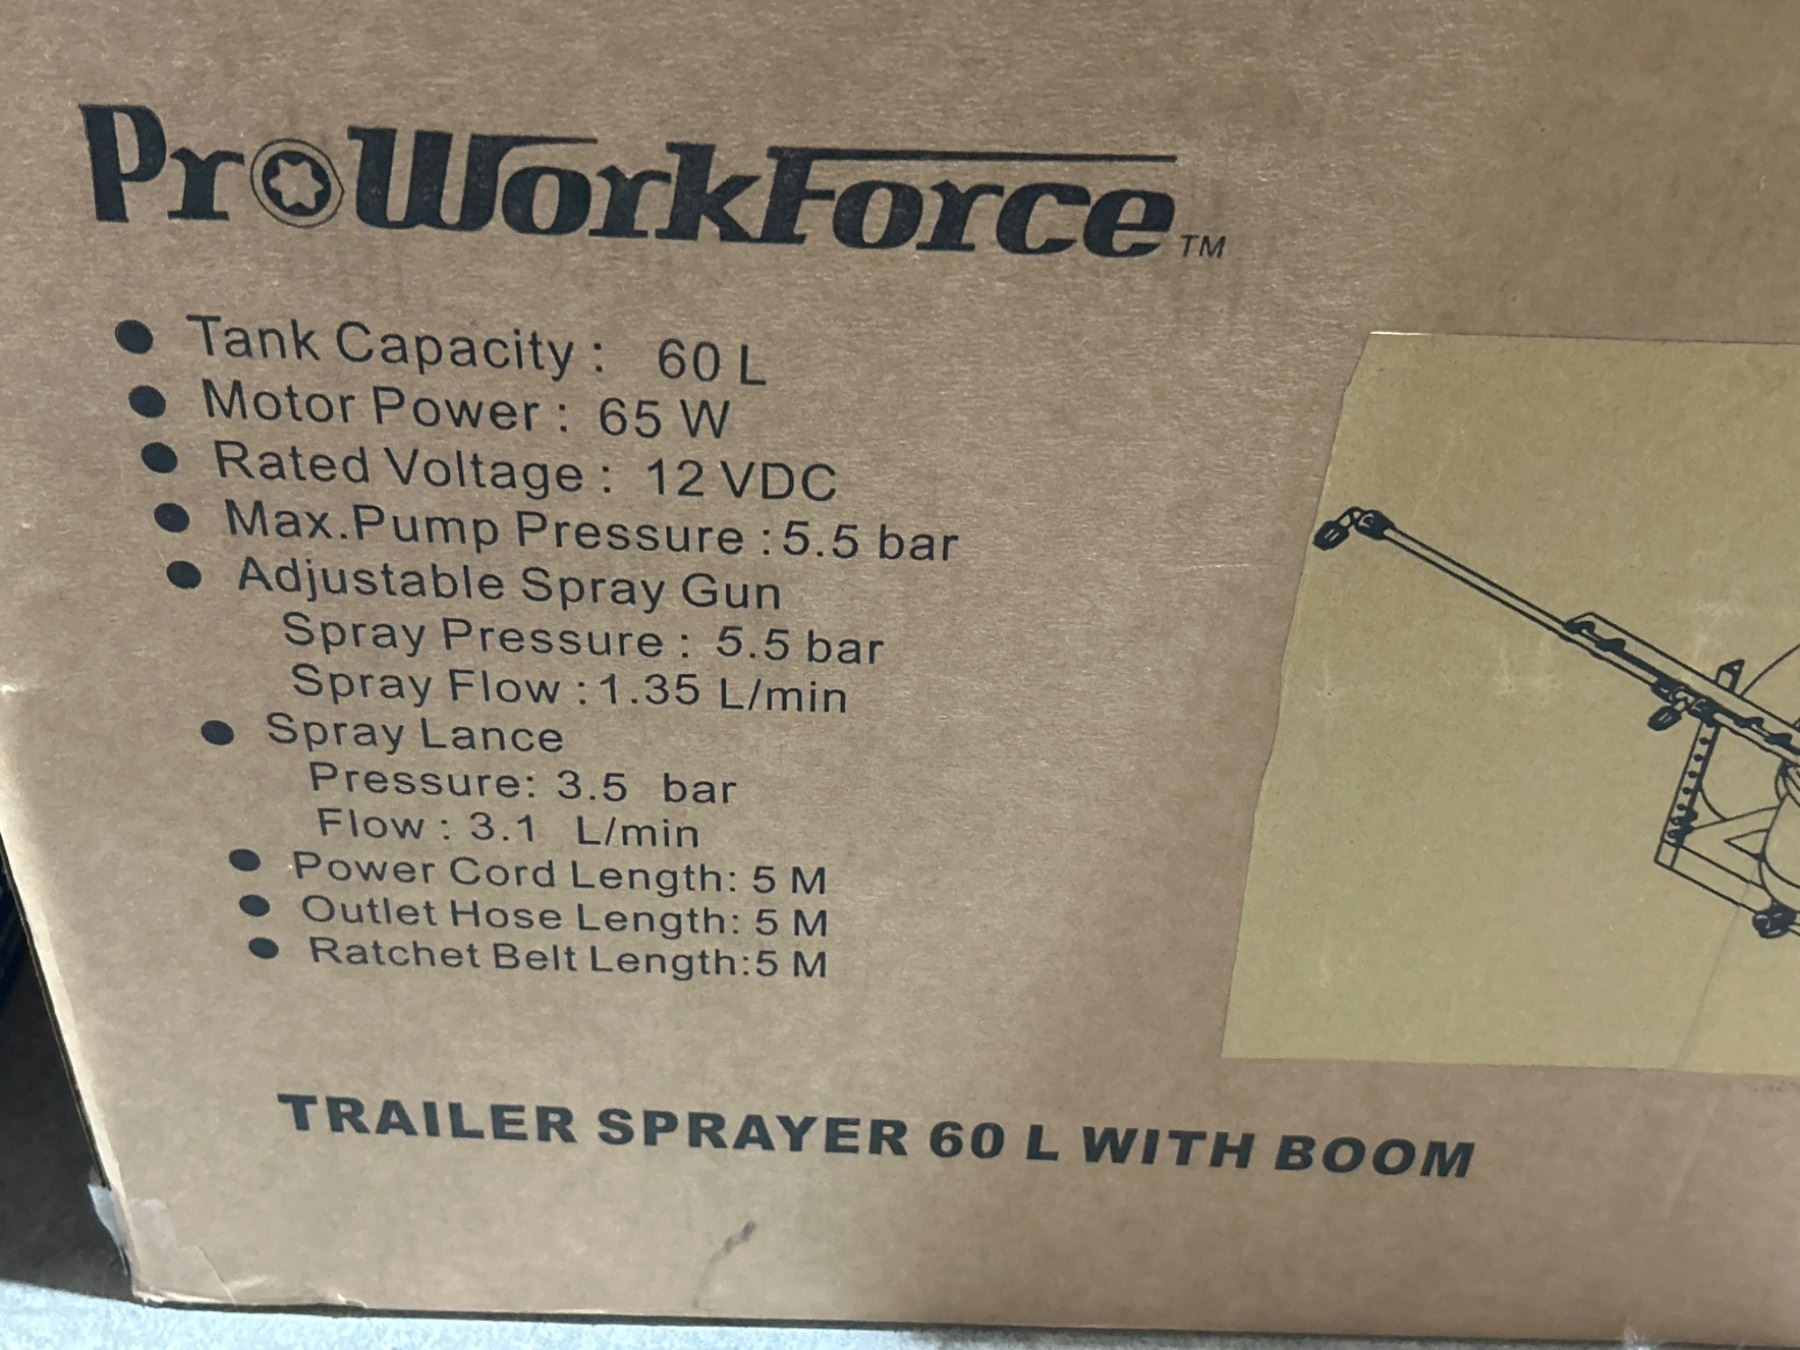 ProWorkForce TM
● Tank Capacity : 60 L
● Motor Power : 65 W
● Rated Voltage : 12 VDC
● Max.Pump Pressure : 5.5 bar
● Adjustable Spray Gun
Spray Pressure : 5.5 bar
Spray Flow : 1.35 L/min
● Spray Lance
Pressure: 3.5 bar
Flow : 3.1 L/min
● Power Cord Length: 5 M
● Outlet Hose Length: 5 M
● Ratchet Belt Length:5 M
TRAILER SPRAYER 60 L WITH BOOM